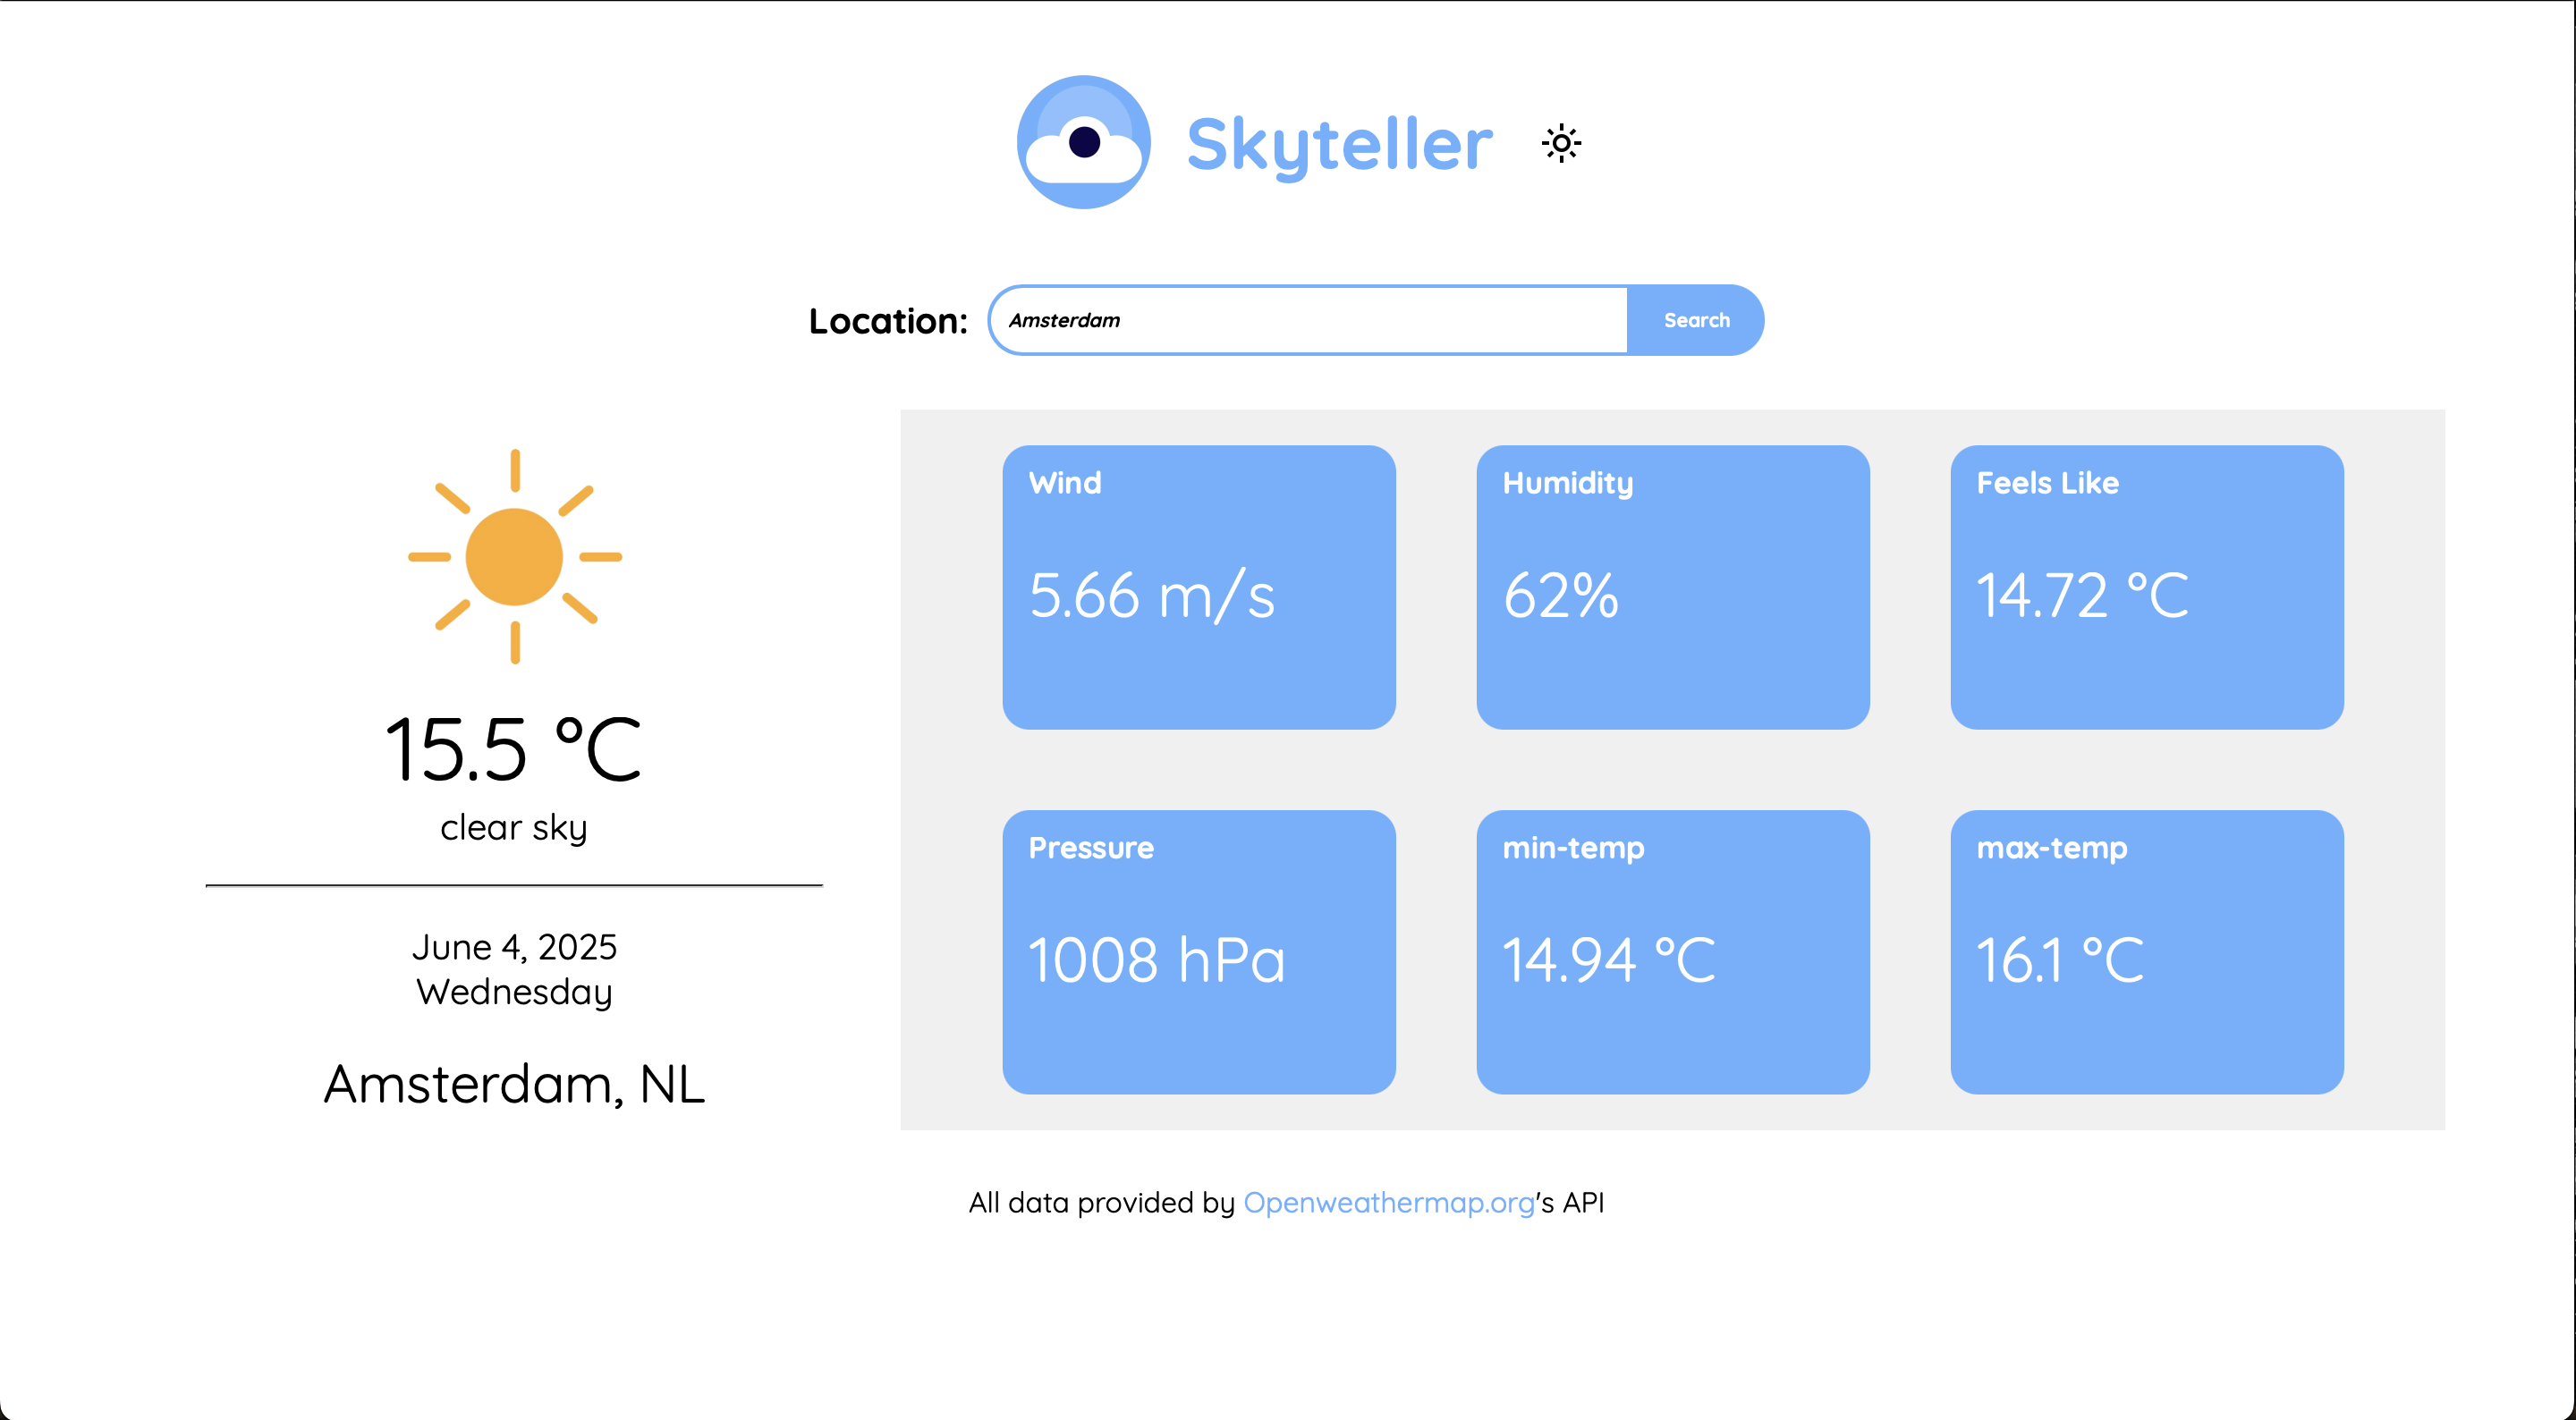 Skyteller
Location:
Amsterdam
Search
15.5 °C
clear sky
June 4, 2025
Wednesday
Amsterdam, NL
Wind
5.66 m/s
Humidity
62%
Feels Like
14.72 °C
Pressure
1008 hPa
min-temp
14.94 °C
max-temp
16.1 °C
All data provided by Openweathermap.org's API